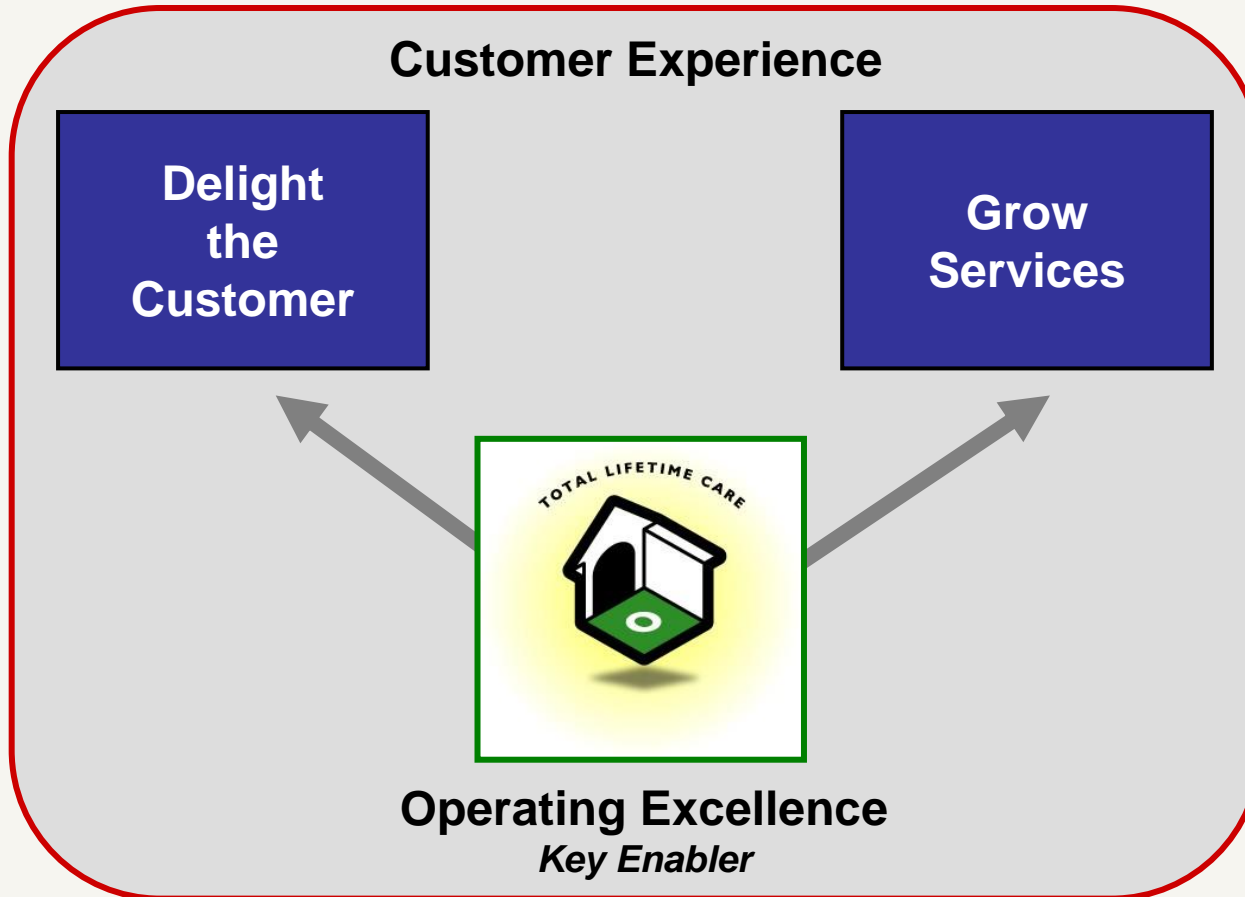 Customer Experience
Delight
the
Customer
Grow
Services
TOTAL LIFETIME CARE
Operating Excellence
Key Enabler